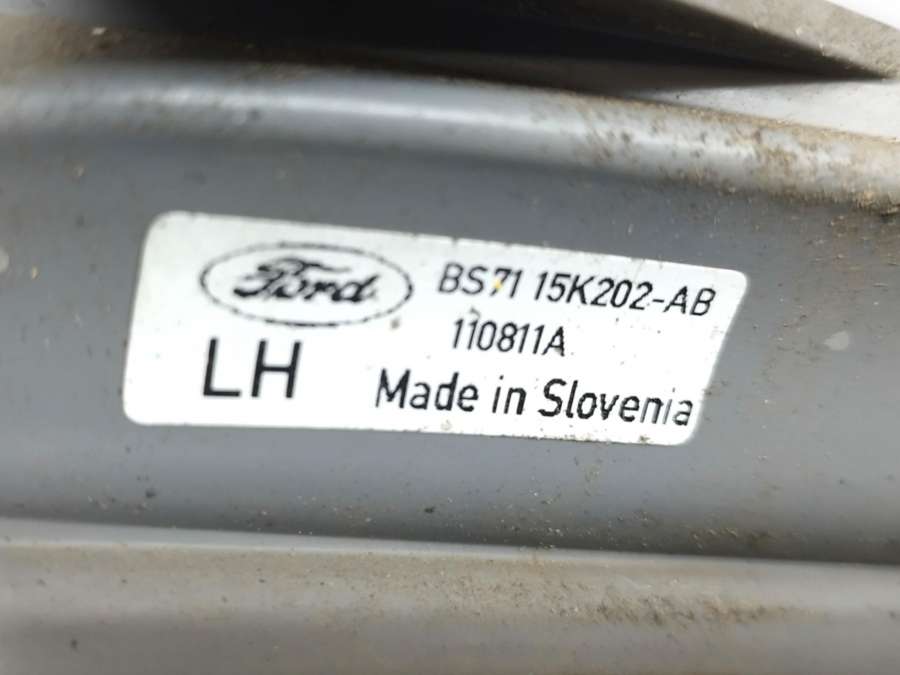 Ford
BS71 15K202-AB
110811A
LH
Made in Slovenia